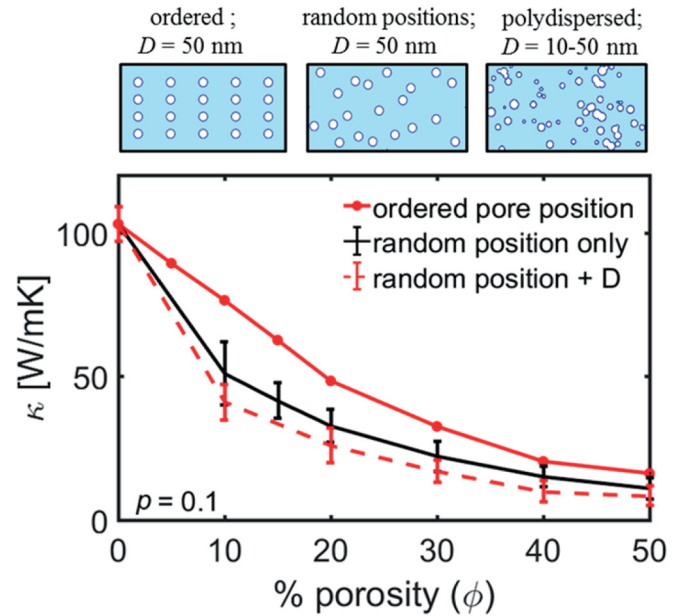 ordered ;
D = 50 nm
random positions;
D = 50 nm
polydispersed;
D = 10-50 nm
ordered pore position
random position only
random position + D
κ [W/mK]
100
50
0
p = 0.1
0 10 20 30 40 50
% porosity (ϕ)